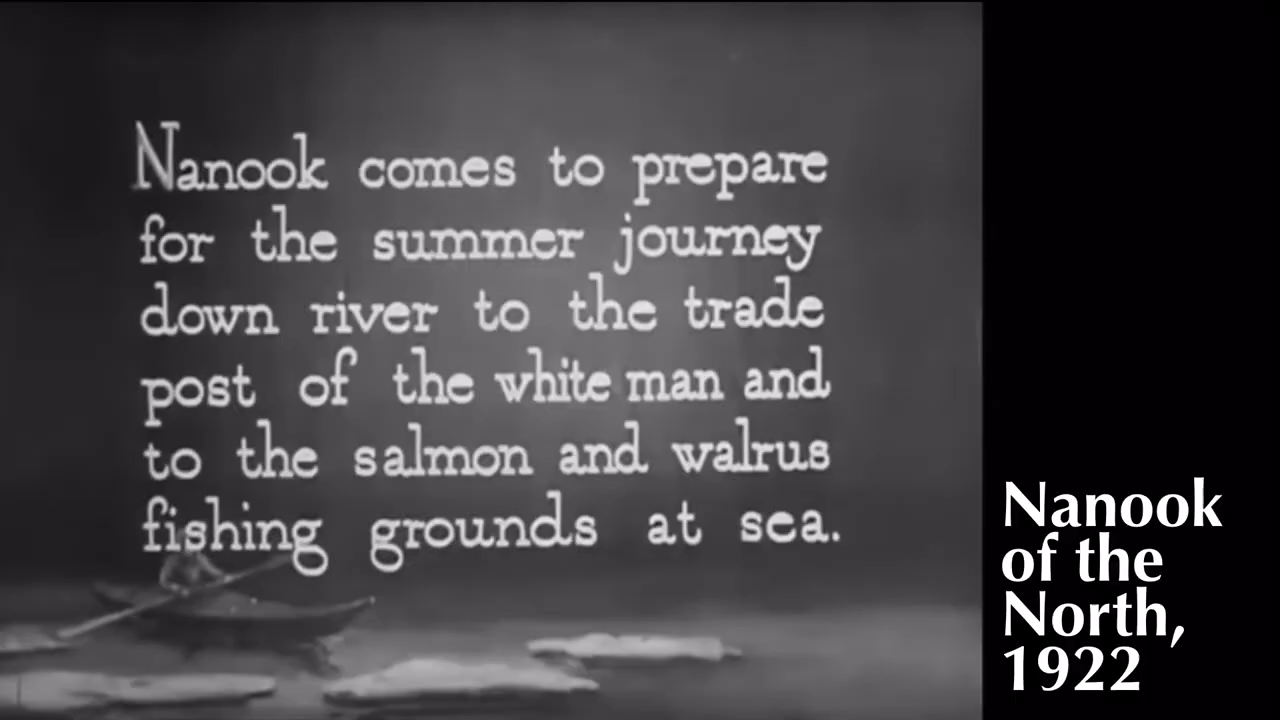 Nanook comes to prepare
for the summer journey
down river to the trade
post of the white man and
to the salmon and walrus
fishing grounds at sea.
Nanook
of the
North,
1922